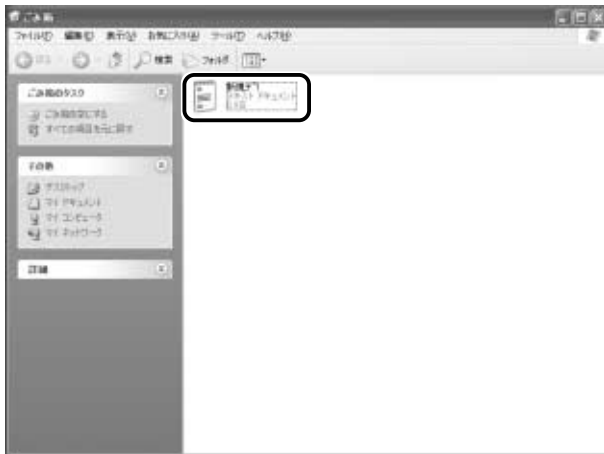 ごみ箱
ファイル(F) 編集(E) 表示(V) お気に入り(A) ツール(T) ヘルプ(H)
検索 フォルダ
ごみ箱のタスク
ごみ箱を空にする
すべての項目を元に戻す
その他
デスクトップ
マイ ドキュメント
マイ コンピュータ
マイ ネットワーク
詳細
テキスト ドキュメント